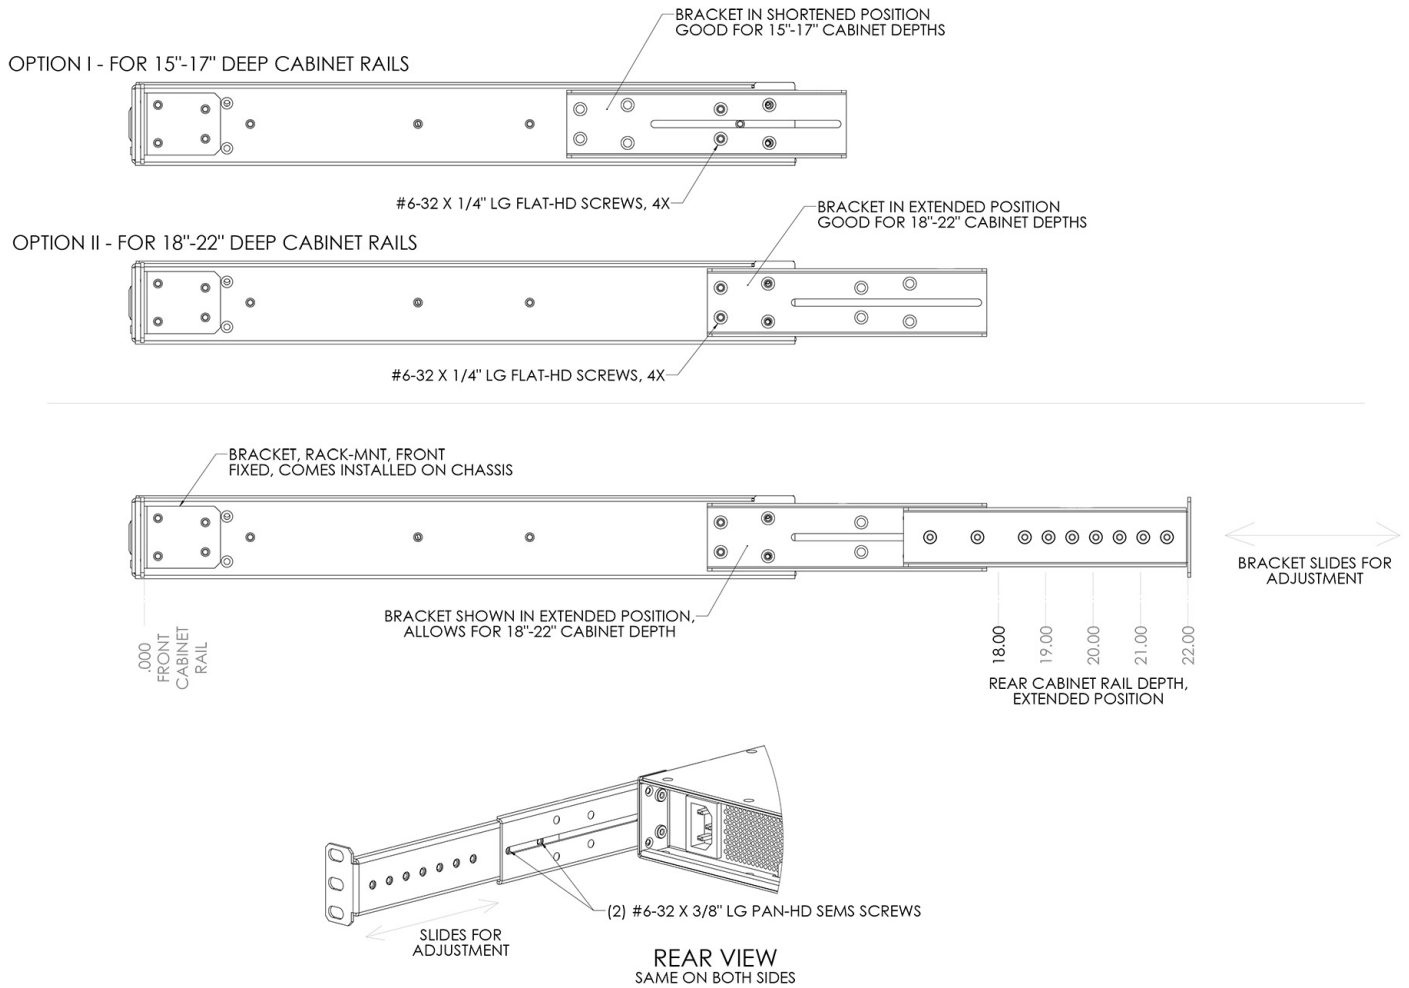 BRACKET IN SHORTENED POSITION
GOOD FOR 15"-17" CABINET DEPTHS
OPTION I - FOR 15"-17" DEEP CABINET RAILS
#6-32 X 1/4" LG FLAT-HD SCREWS, 4X
BRACKET IN EXTENDED POSITION
GOOD FOR 18"-22" CABINET DEPTHS
OPTION II - FOR 18"-22" DEEP CABINET RAILS
#6-32 X 1/4" LG FLAT-HD SCREWS, 4X
BRACKET, RACK-MNT, FRONT
FIXED, COMES INSTALLED ON CHASSIS
BRACKET SLIDES FOR
ADJUSTMENT
BRACKET SHOWN IN EXTENDED POSITION,
ALLOWS FOR 18"-22" CABINET DEPTH
.000
FRONT
CABINET
RAIL
18.00
19.00
20.00
21.00
22.00
REAR CABINET RAIL DEPTH,
EXTENDED POSITION
(2) #6-32 X 3/8" LG PAN-HD SEMS SCREWS
SLIDES FOR
ADJUSTMENT
REAR VIEW
SAME ON BOTH SIDES